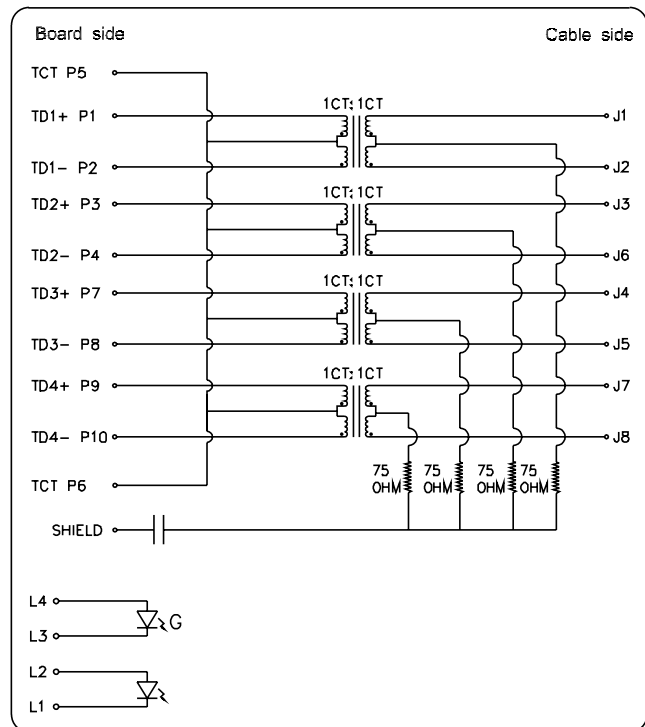 Board side
Cable side
TCT P5
1CT:1CT
TD1+ P1
J1
TD1- P2
J2
1CT:1CT
TD2+ P3
J3
TD2- P4
J6
1CT:1CT
TD3+ P7
J4
TD3- P8
J5
1CT:1CT
TD4+ P9
J7
TD4- P10
J8
TCT P6
75 OHM
75 OHM
75 OHM
75 OHM
SHIELD
L4
G
L3
L2
L1